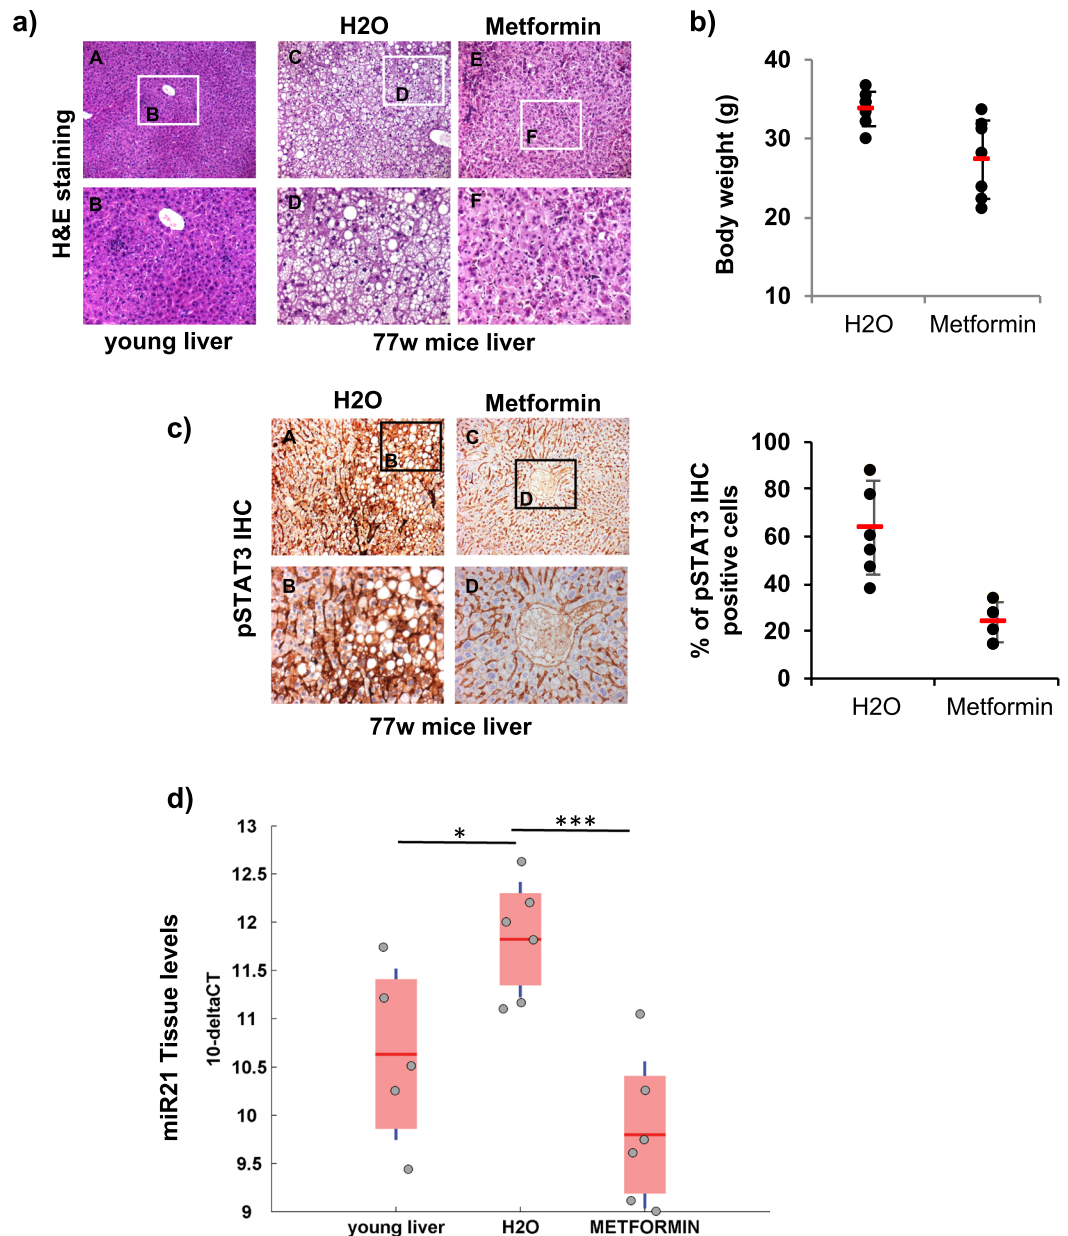 a)
H2O
Metformin
H&E staining
A
B
C
D
E
F
B
D
F
young liver
77w mice liver
b)
Body weight (g)
40
30
20
10
H2O
Metformin
c)
H2O
Metformin
pSTAT3 IHC
A
B
C
D
B
D
77w mice liver
% of pSTAT3 IHC
positive cells
100
80
60
40
20
0
H2O
Metformin
d)
miR21 Tissue levels
10-deltaCT
13
12.5
12
11.5
11
10.5
10
9.5
9
*
***
young liver
H2O
METFORMIN